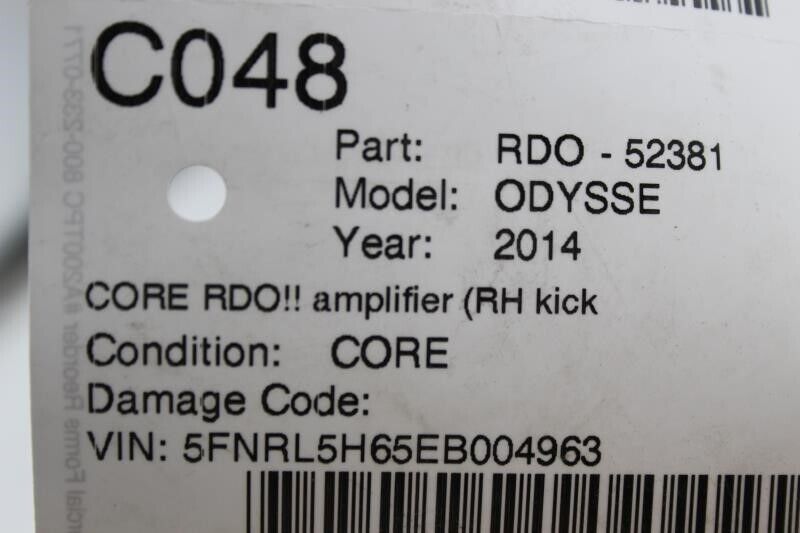 C048
Part: RDO - 52381
Model: ODYSSE
Year: 2014
CORE RDO!! amplifier (RH kick
Condition: CORE
Damage Code:
VIN: 5FNRL5H65EB004963